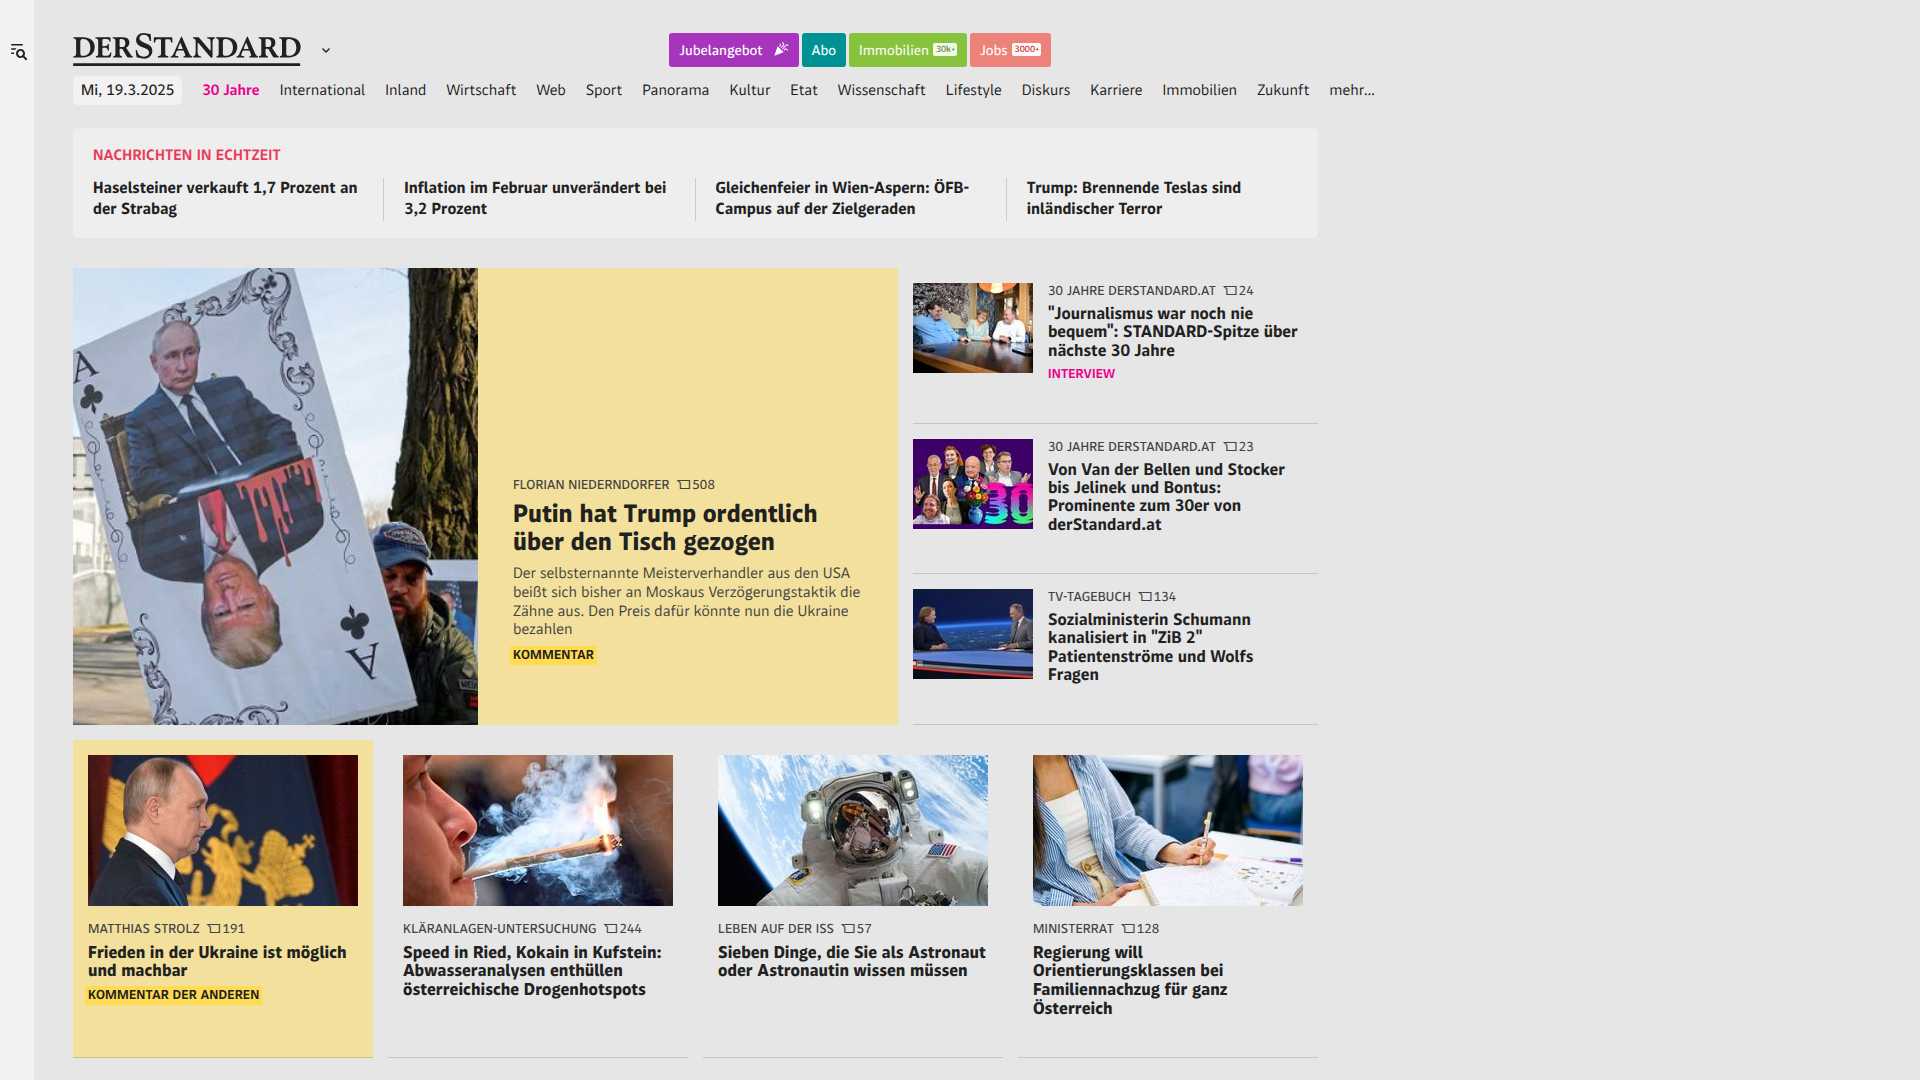 DERSTANDARD
Jubelangebot
Abo
Immobilien 30k+
Jobs 3000+
Mi, 19.3.2025
30 Jahre
International
Inland
Wirtschaft
Web
Sport
Panorama
Kultur
Etat
Wissenschaft
Lifestyle
Diskurs
Karriere
Immobilien
Zukunft
mehr...
NACHRICHTEN IN ECHTZEIT
Haselsteiner verkauft 1,7 Prozent an
der Strabag
Inflation im Februar unverändert bei
3,2 Prozent
Gleichenfeier in Wien-Aspern: ÖFB-
Campus auf der Zielgeraden
Trump: Brennende Teslas sind
inländischer Terror
A
A
FLORIAN NIEDERNDORFER 508
Putin hat Trump ordentlich
über den Tisch gezogen
Der selbsternannte Meisterverhandler aus den USA
beißt sich bisher an Moskaus Verzögerungstaktik die
Zähne aus. Den Preis dafür könnte nun die Ukraine
bezahlen
KOMMENTAR
30 JAHRE DERSTANDARD.AT 24
"Journalismus war noch nie
bequem": STANDARD-Spitze über
nächste 30 Jahre
INTERVIEW
30
30 JAHRE DERSTANDARD.AT 23
Von Van der Bellen und Stocker
bis Jelinek und Bontus:
Prominente zum 30er von
derStandard.at
TV-TAGEBUCH 134
Sozialministerin Schumann
kanalisiert in "ZiB 2"
Patientenströme und Wolfs
Fragen
MATTHIAS STROLZ 191
Frieden in der Ukraine ist möglich
und machbar
KOMMENTAR DER ANDEREN
KLÄRANLAGEN-UNTERSUCHUNG 244
Speed in Ried, Kokain in Kufstein:
Abwasseranalysen enthüllen
österreichische Drogenhotspots
LEBEN AUF DER ISS 57
Sieben Dinge, die Sie als Astronaut
oder Astronautin wissen müssen
MINISTERRAT 128
Regierung will
Orientierungsklassen bei
Familiennachzug für ganz
Österreich